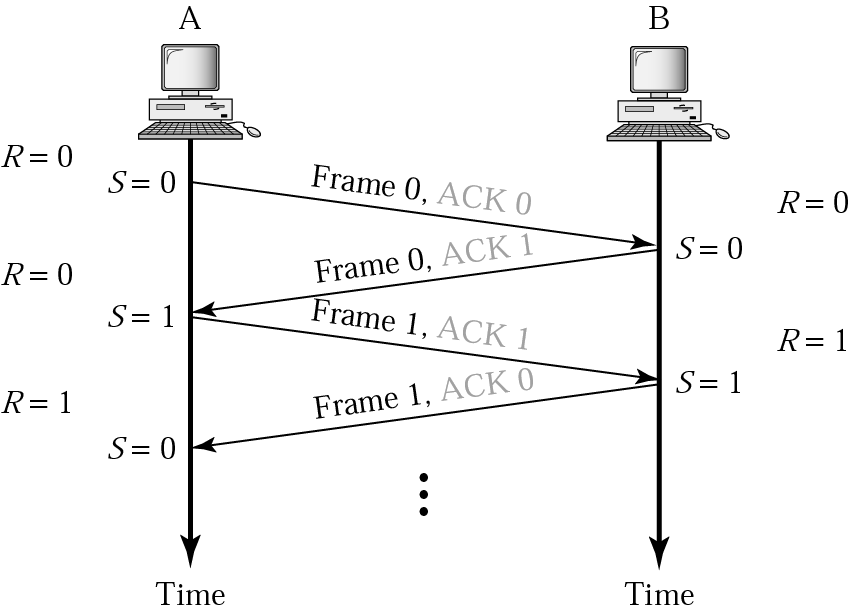 A
B
R = 0
S = 0
Frame 0, ACK 0
R = 0
R = 0
Frame 0, ACK 1
S = 0
S = 1
Frame 1, ACK 1
R = 1
R = 1
Frame 1, ACK 0
S = 1
S = 0
Time
Time